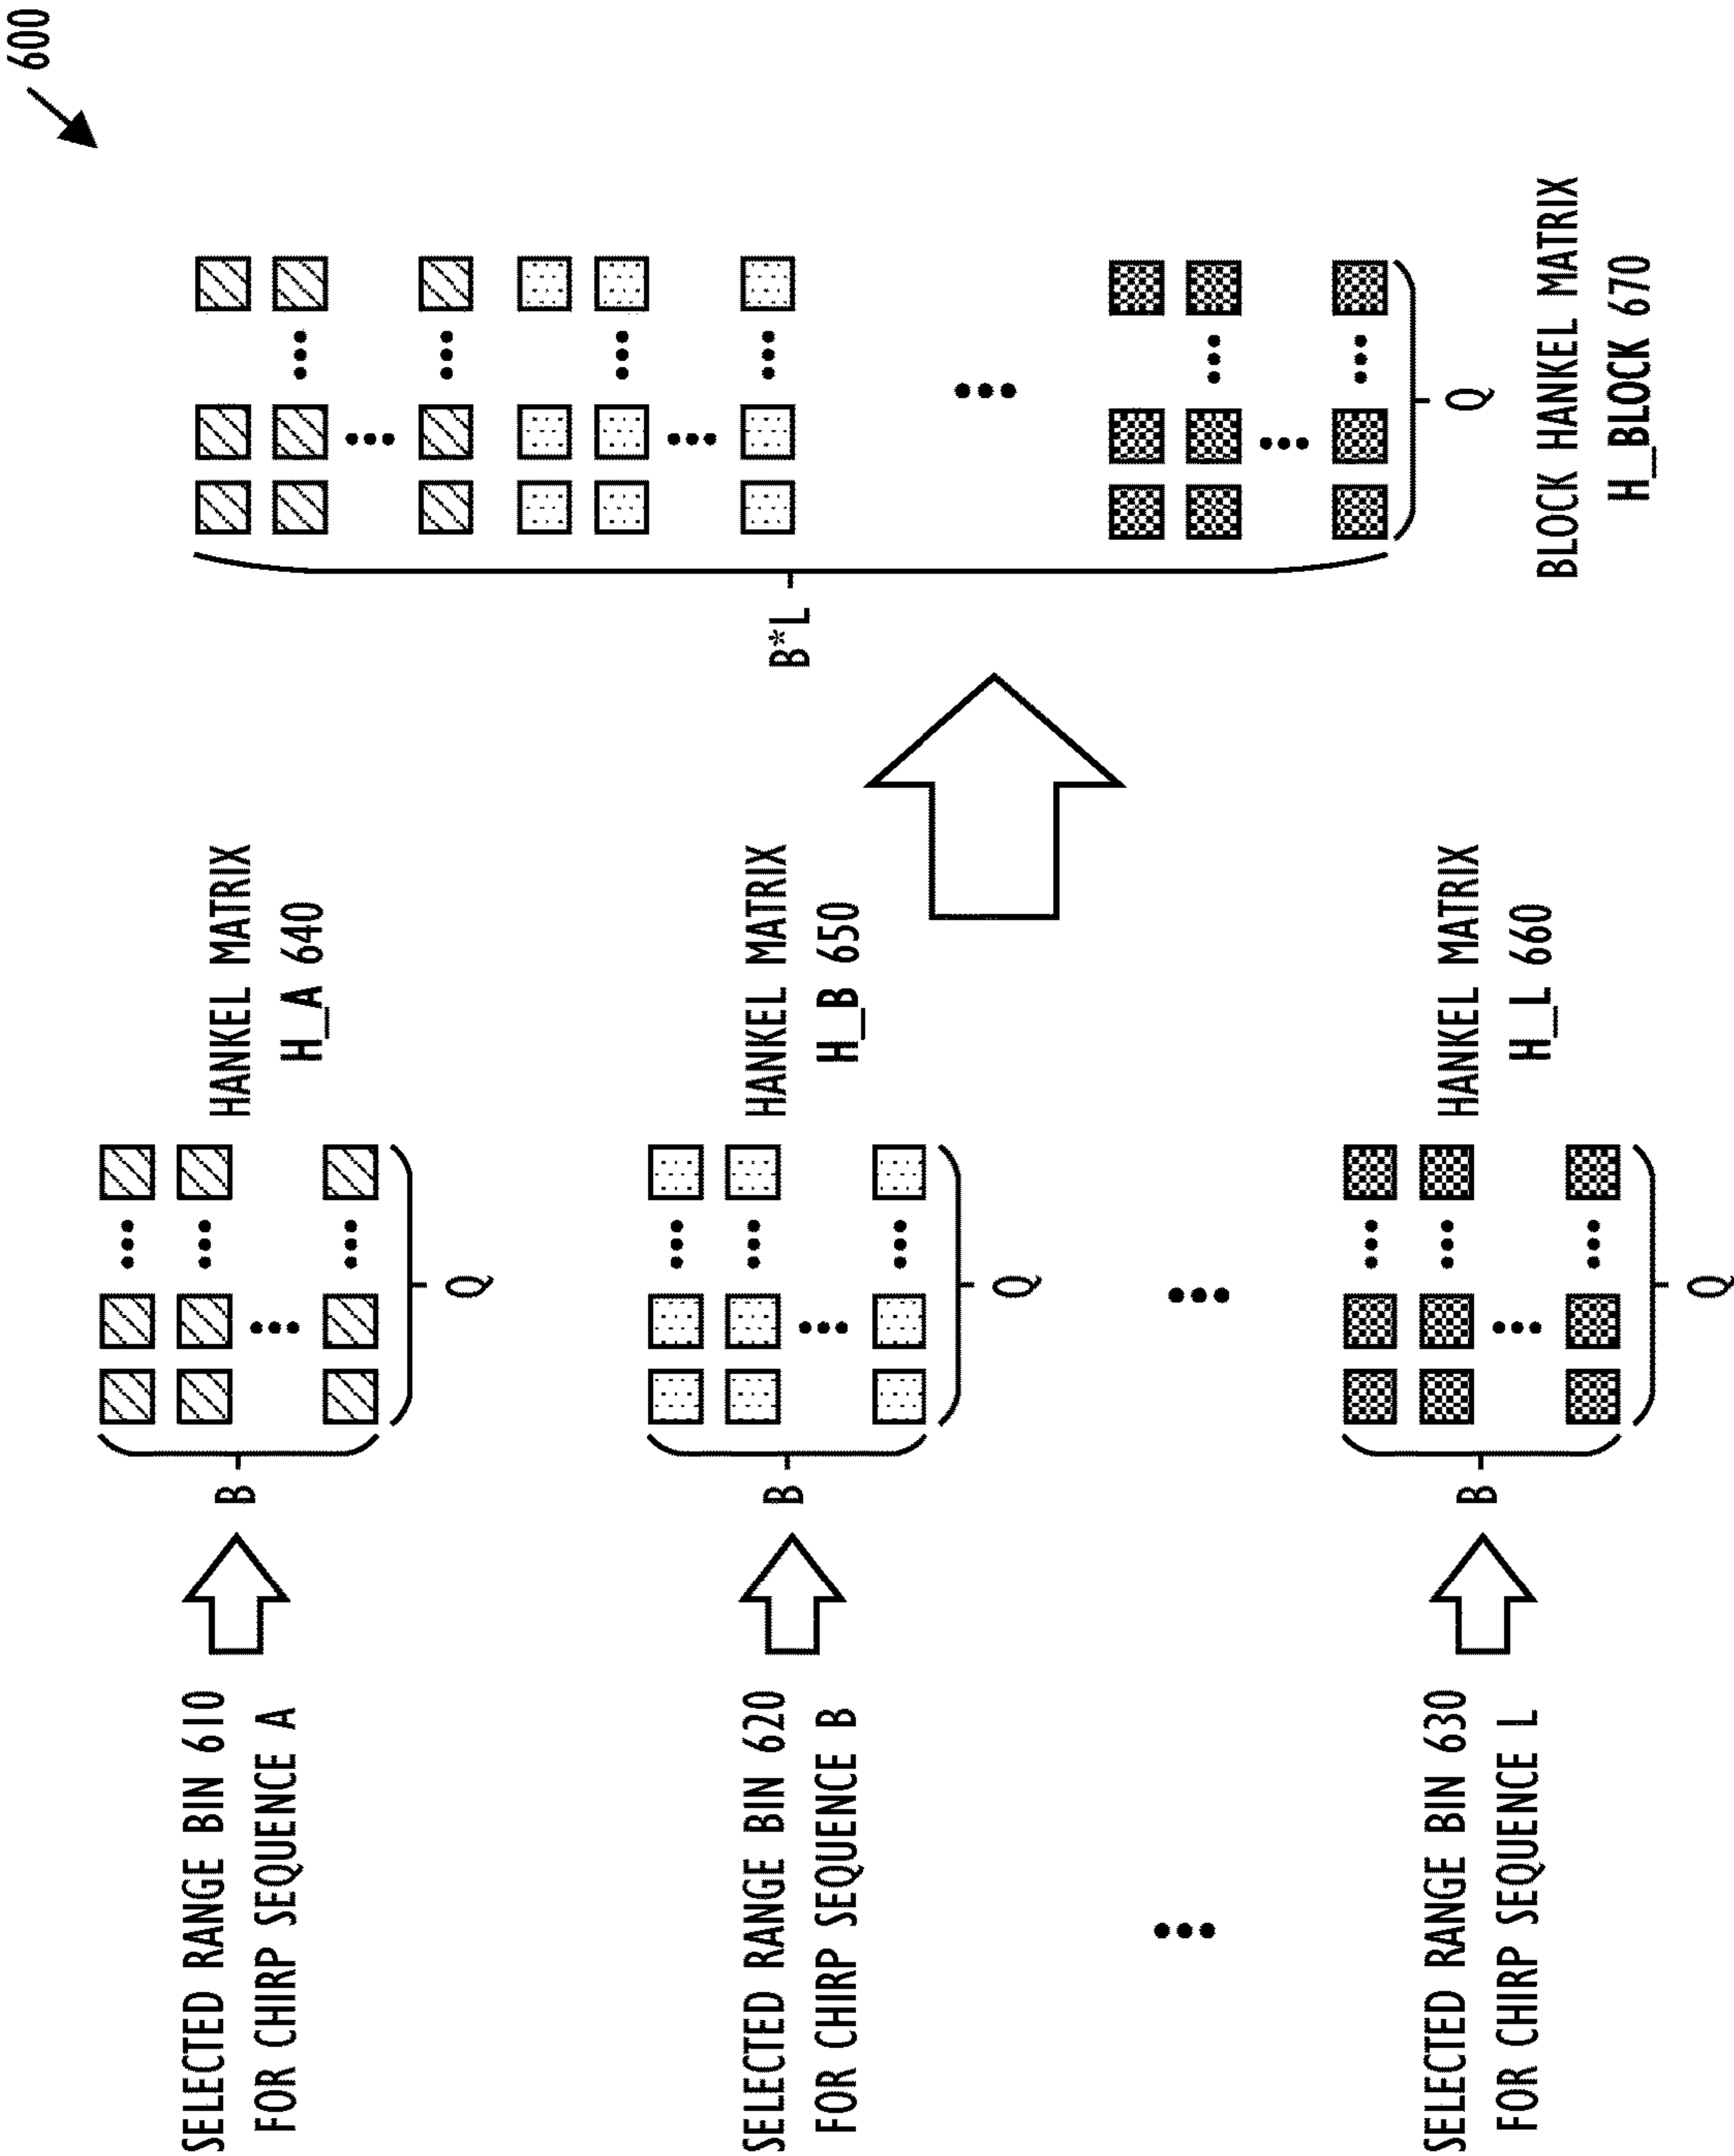 600
SELECTED RANGE BIN 610
FOR CHIRP SEQUENCE A
B
Q
HANKEL MATRIX
H_A 640
SELECTED RANGE BIN 620
FOR CHIRP SEQUENCE B
B
Q
HANKEL MATRIX
H_B 650
SELECTED RANGE BIN 630
FOR CHIRP SEQUENCE L
B
Q
HANKEL MATRIX
H_L 660
B*L
Q
BLOCK HANKEL MATRIX
H_BLOCK 670